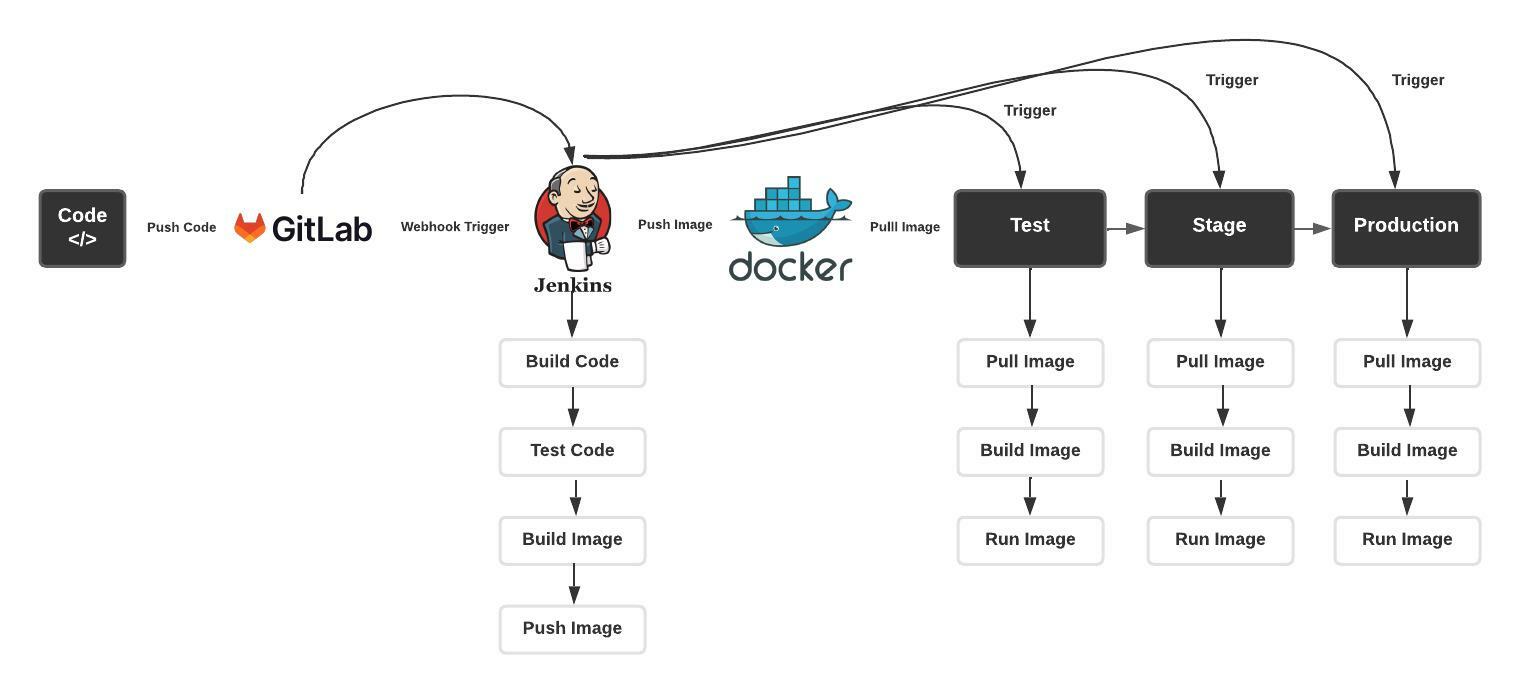 Trigger
Trigger
Trigger
Code
</>
Push Code
GitLab
Webhook Trigger
Jenkins
Push Image
docker
Pulll Image
Test
Stage
Production
Build Code
Test Code
Build Image
Push Image
Pull Image
Build Image
Run Image
Pull Image
Build Image
Run Image
Pull Image
Build Image
Run Image